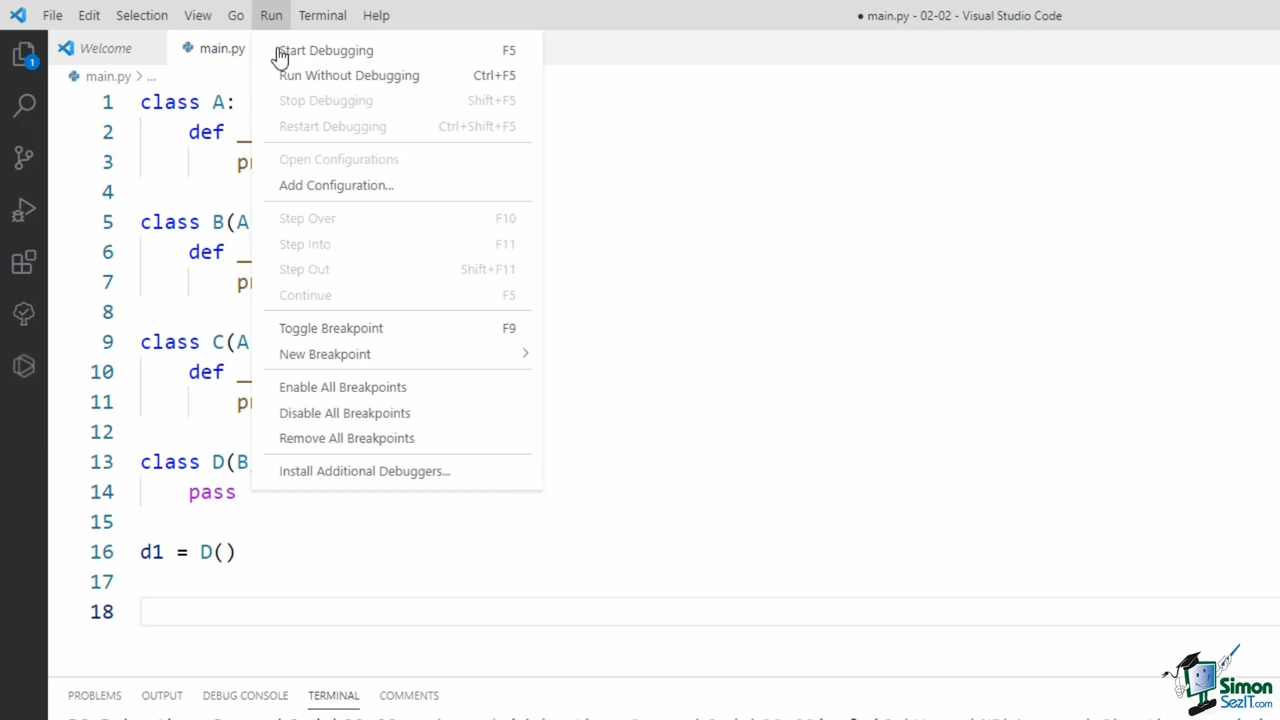 File Edit Selection View Go Run Terminal Help ● main.py - 02-02 - Visual Studio Code
Welcome main.py
main.py > ...
Start Debugging F5
Run Without Debugging Ctrl+F5
Stop Debugging Shift+F5
Restart Debugging Ctrl+Shift+F5
Open Configurations
Add Configuration...
Step Over F10
Step Into F11
Step Out Shift+F11
Continue F5
Toggle Breakpoint F9
New Breakpoint
Enable All Breakpoints
Disable All Breakpoints
Remove All Breakpoints
Install Additional Debuggers...
1 class A:
2 def _
3 pr
4
5 class B(A
6 def _
7 pr
8
9 class C(A
10 def _
11 pr
12
13 class D(B
14 pass
15
16 d1 = D()
17
18
1
PROBLEMS OUTPUT DEBUG CONSOLE TERMINAL COMMENTS
Simon
SezIT.com